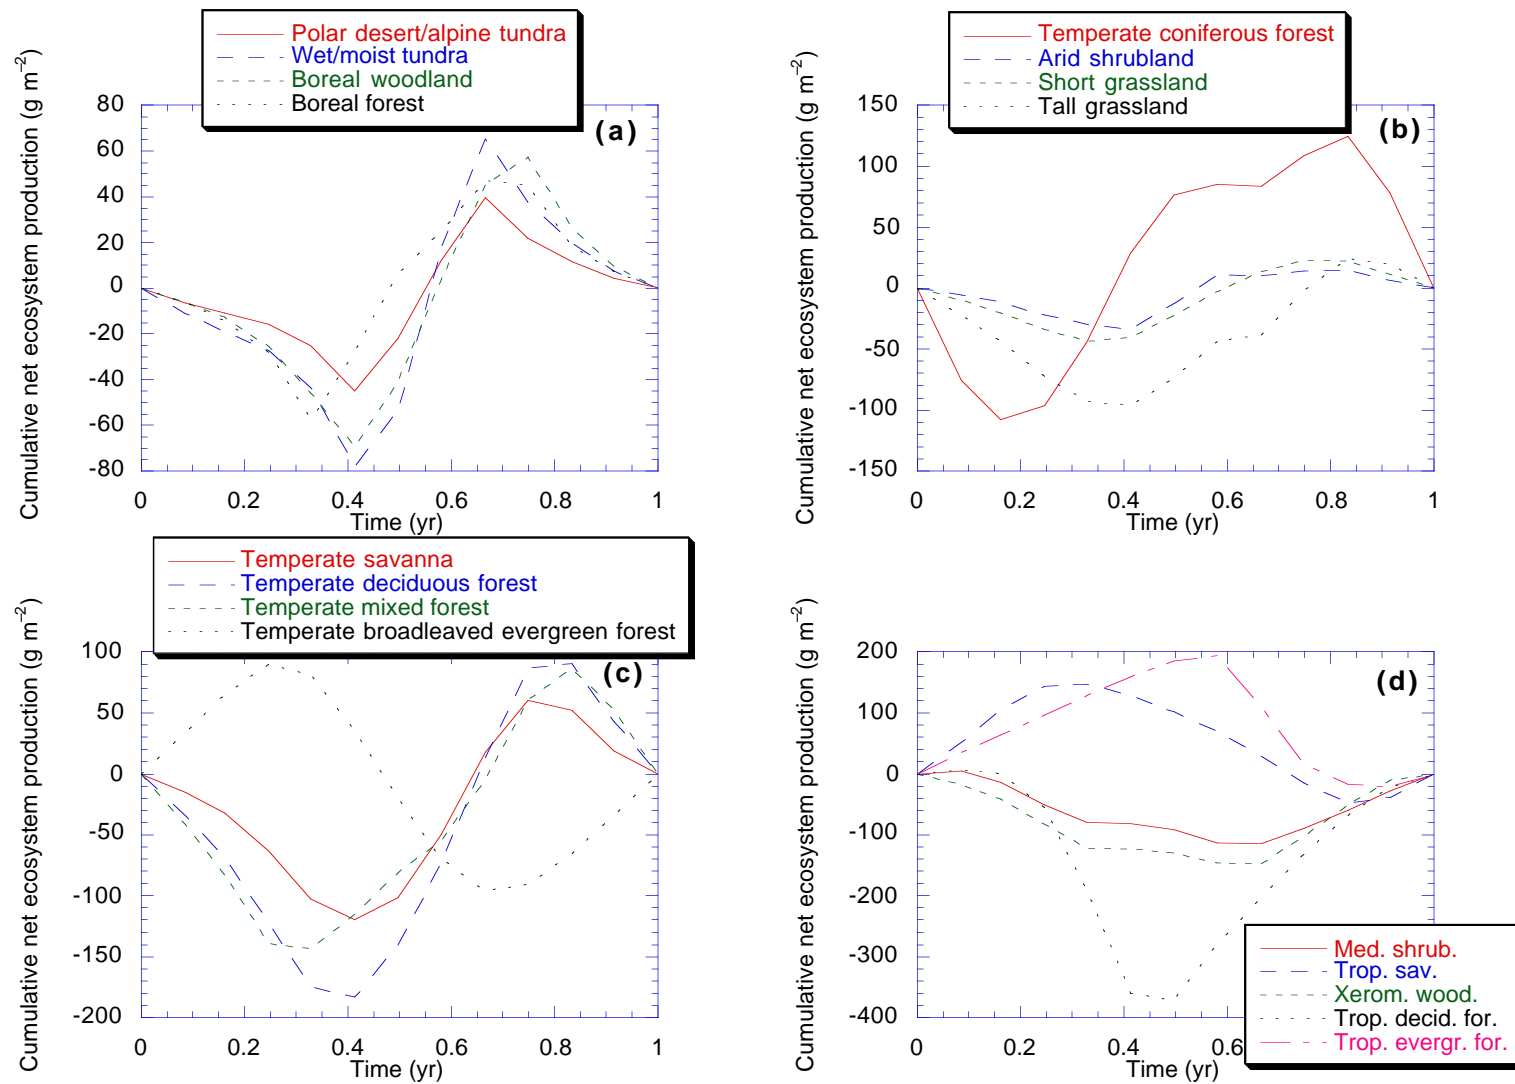 Polar desert/alpine tundra
Wet/moist tundra
Boreal woodland
Boreal forest
Cumulative net ecosystem production (g m⁻²)
80
60
40
20
0
-20
-40
-60
-80
(a)
0 0.2 0.4 0.6 0.8 1
Time (yr)
Temperate coniferous forest
Arid shrubland
Short grassland
Tall grassland
Cumulative net ecosystem production (g m⁻²)
150
100
50
0
-50
-100
-150
(b)
0 0.2 0.4 0.6 0.8 1
Time (yr)
Temperate savanna
Temperate deciduous forest
Temperate mixed forest
Temperate broadleaved evergreen forest
Cumulative net ecosystem production (g m⁻²)
100
50
0
-50
-100
-150
-200
(c)
0 0.2 0.4 0.6 0.8 1
Time (yr)
Cumulative net ecosystem production (g m⁻²)
200
100
0
-100
-200
-300
-400
(d)
Med. shrub.
Trop. sav.
Xerom. wood.
Trop. decid. for.
Trop. evergr. for.
0 0.2 0.4 0.6
Time (yr)